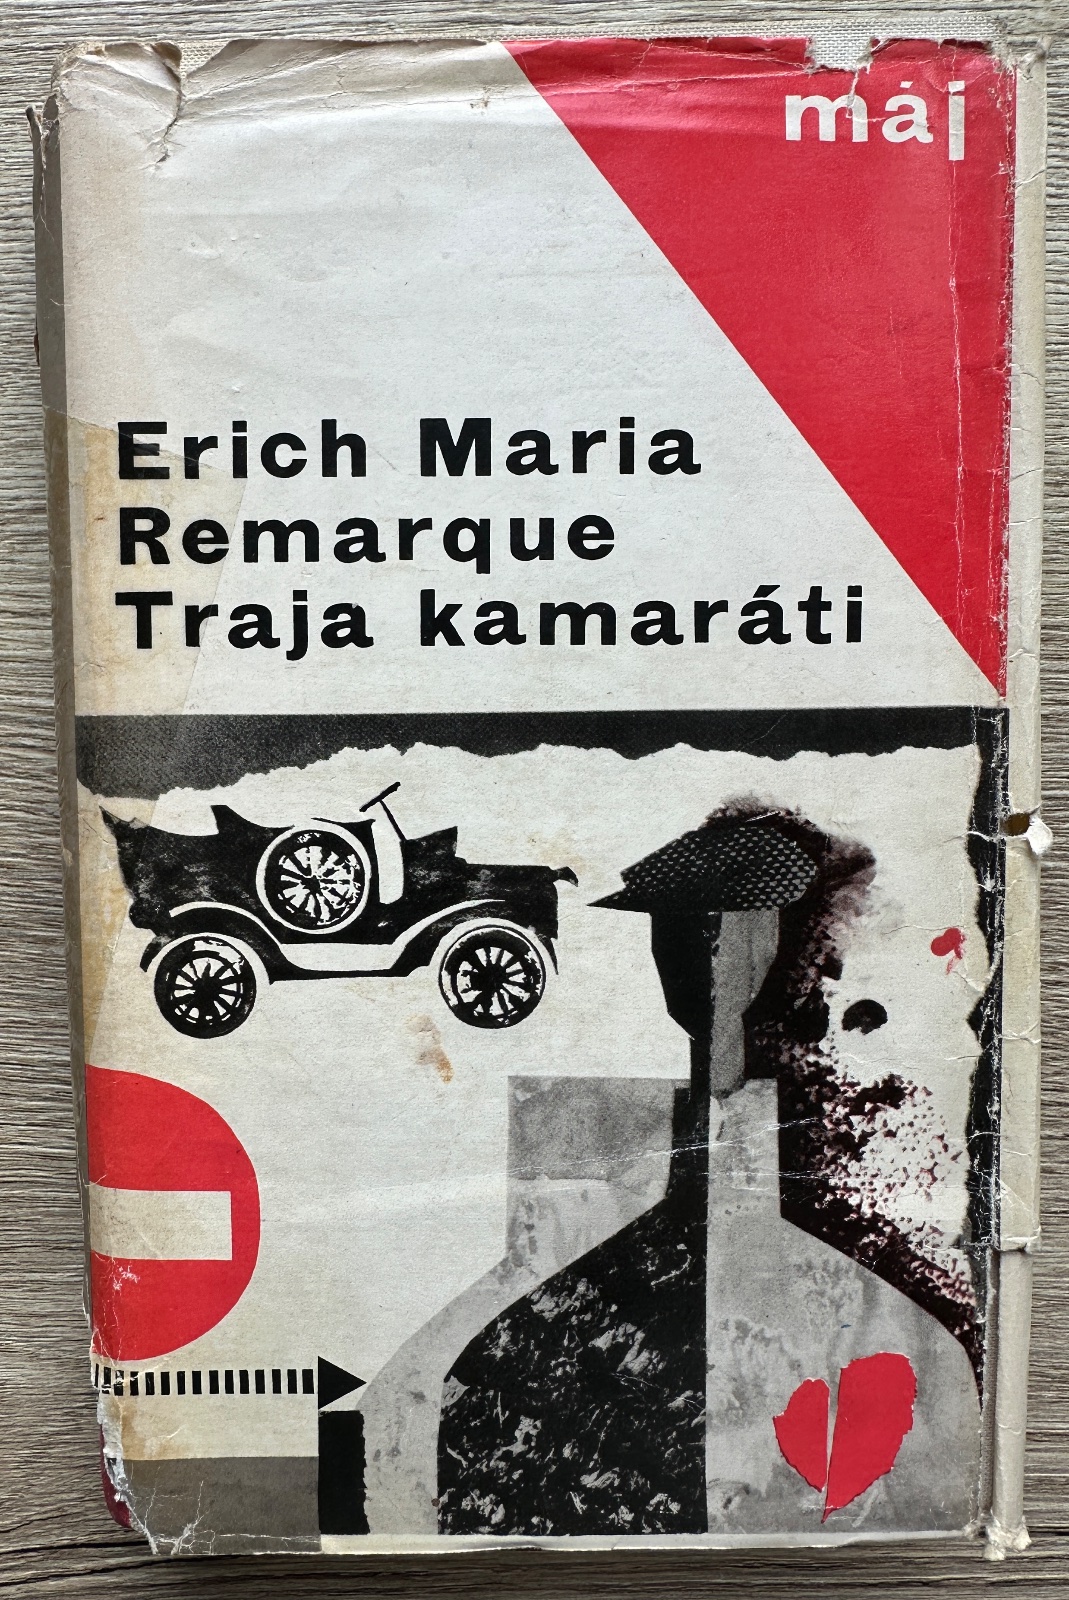 máj
Erich Maria
Remarque
Traja kamaráti